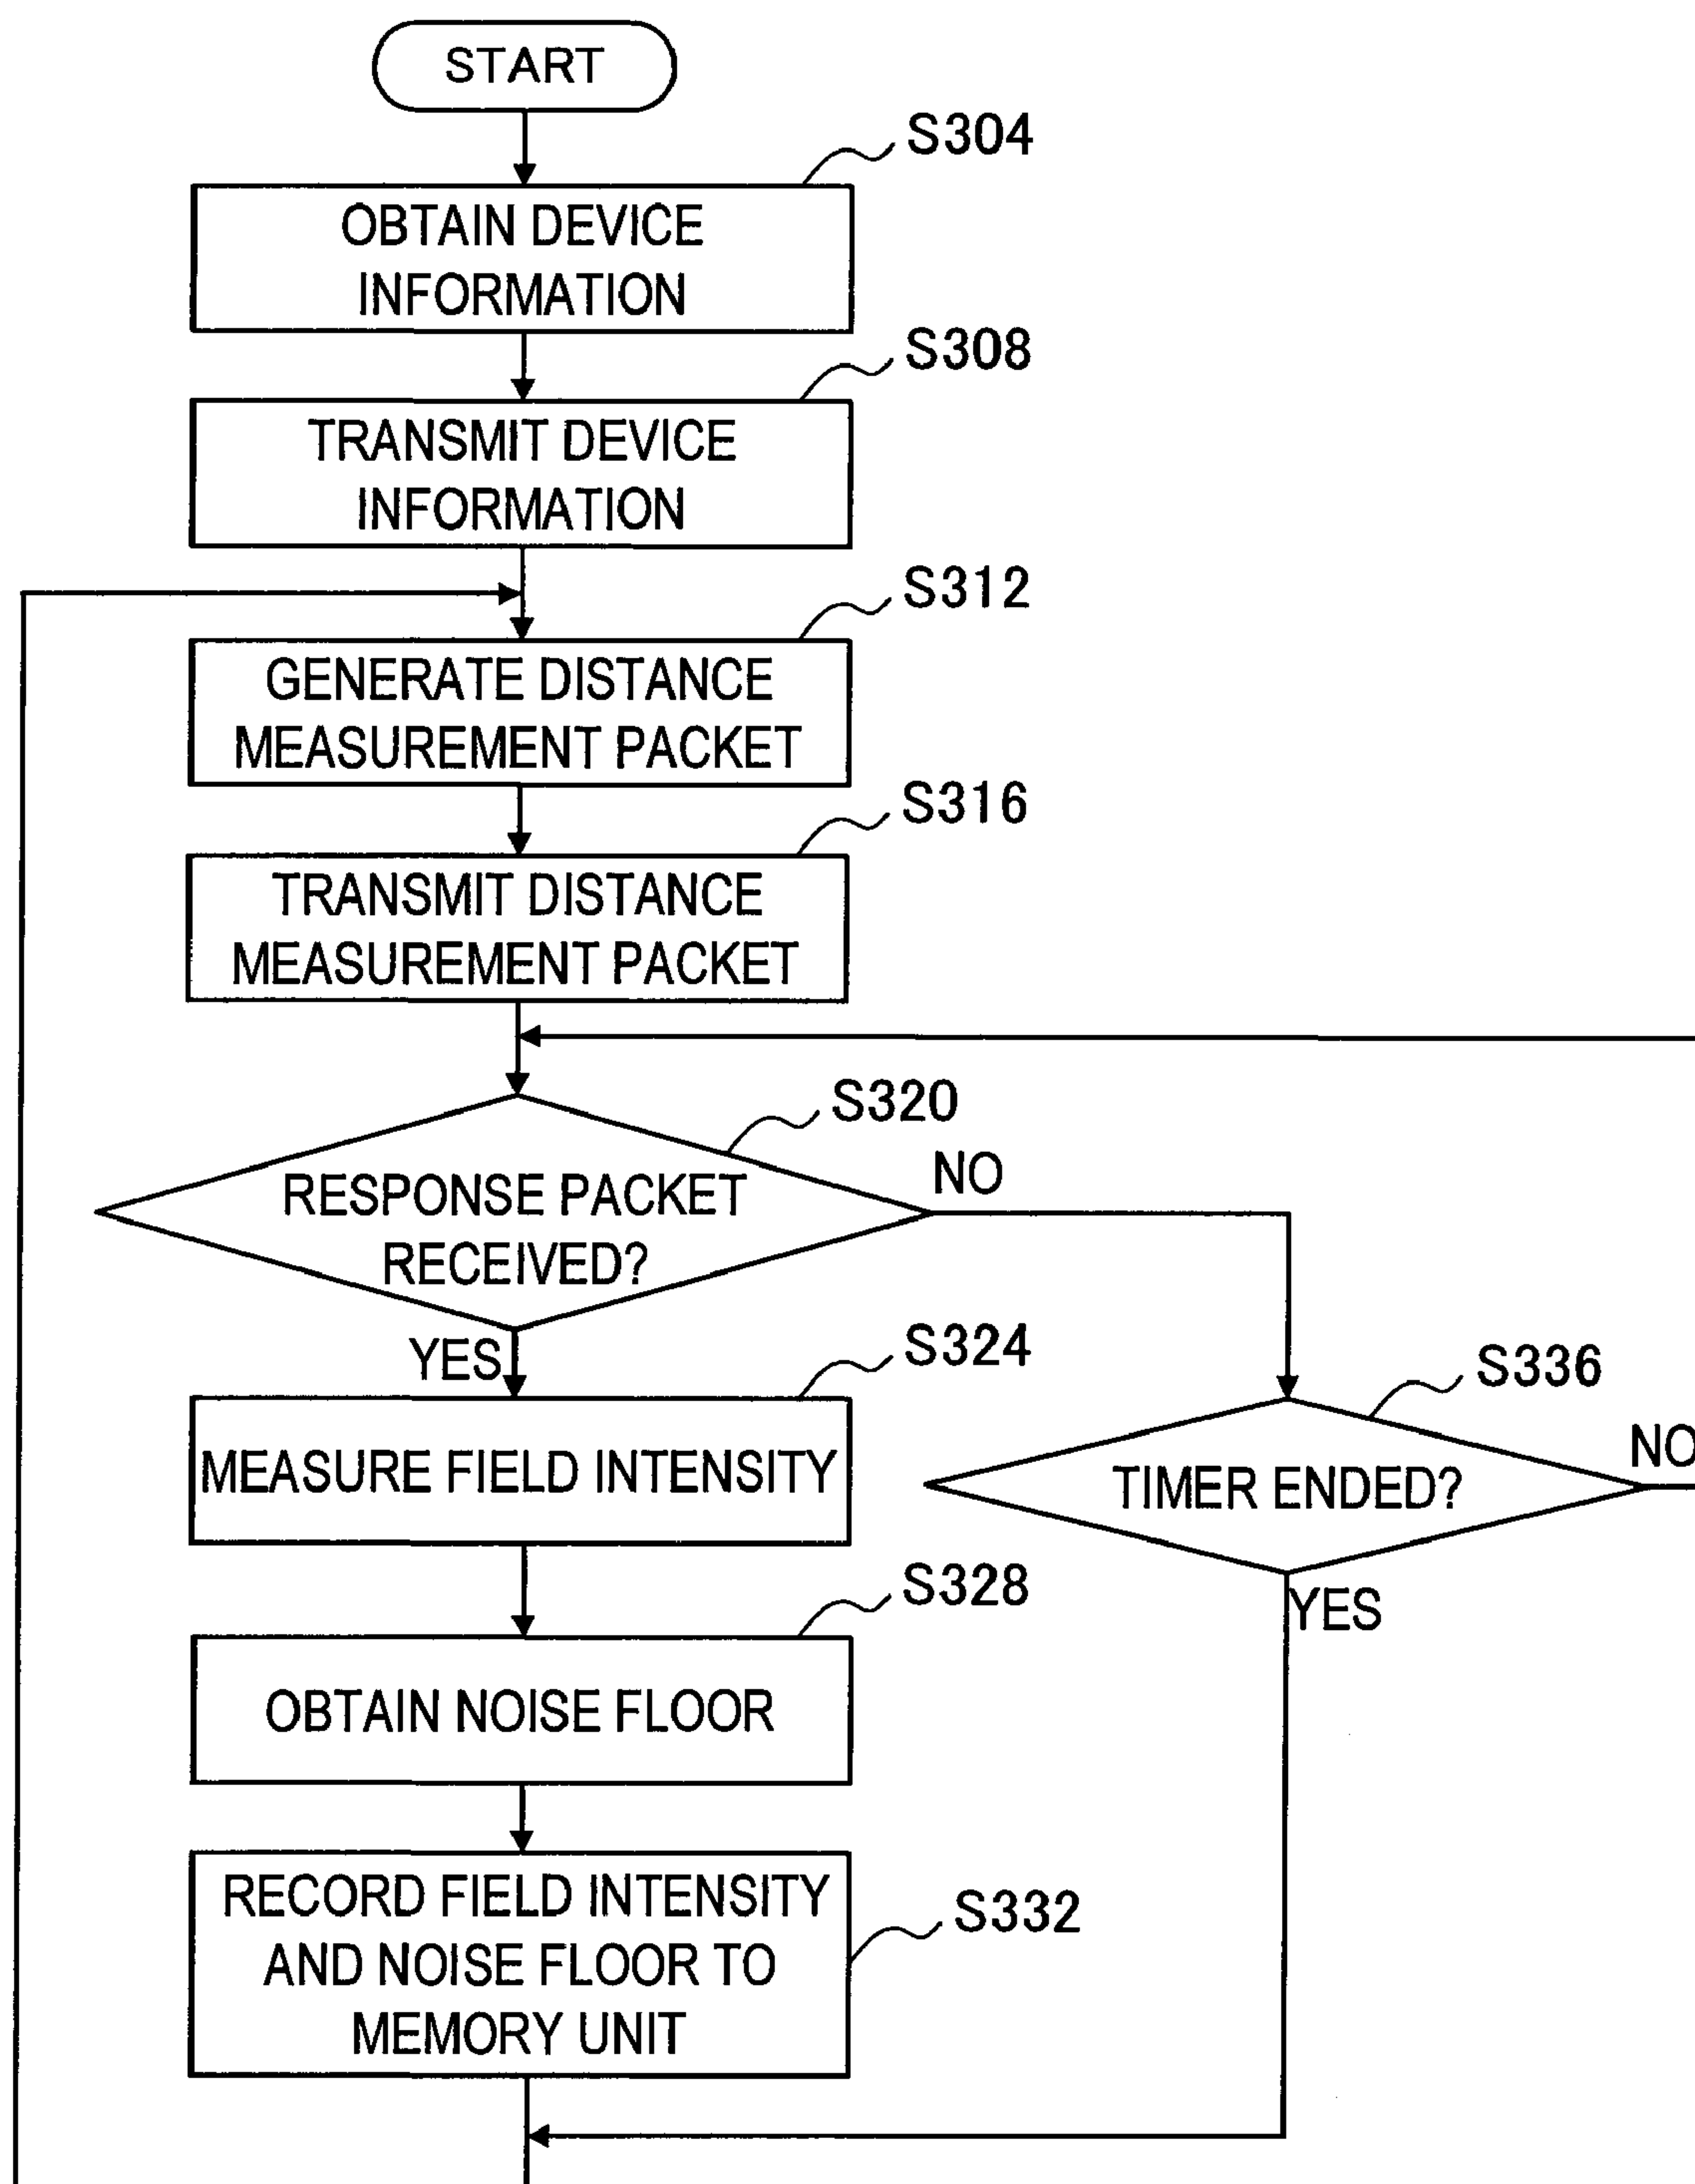 START
S304
OBTAIN DEVICE
INFORMATION
S308
TRANSMIT DEVICE
INFORMATION
S312
GENERATE DISTANCE
MEASUREMENT PACKET
S316
TRANSMIT DISTANCE
MEASUREMENT PACKET
S320
RESPONSE PACKET
RECEIVED?
NO
YES
S324
MEASURE FIELD INTENSITY
S336
TIMER ENDED?
NO
YES
S328
OBTAIN NOISE FLOOR
S332
RECORD FIELD INTENSITY
AND NOISE FLOOR TO
MEMORY UNIT